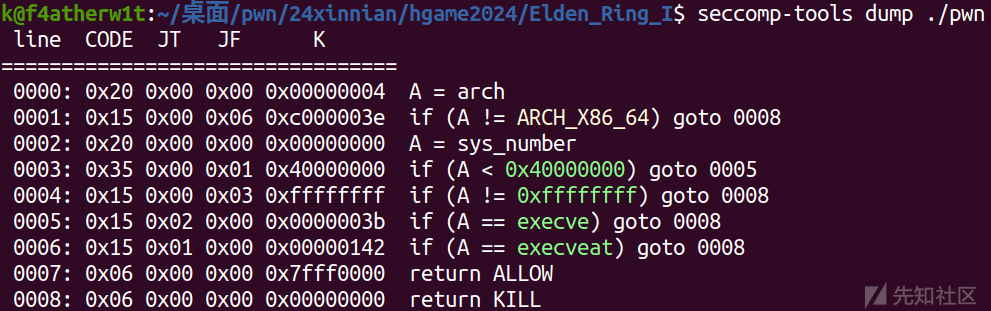 k@f4atherw1t:~/桌面/pwn/24xinnian/hgame2024/Elden_Ring_I$ seccomp-tools dump ./pwn
line CODE JT JF K
=================================
0000: 0x20 0x00 0x00 0x00000004 A = arch
0001: 0x15 0x00 0x06 0xc000003e if (A != ARCH_X86_64) goto 0008
0002: 0x20 0x00 0x00 0x00000000 A = sys_number
0003: 0x35 0x00 0x01 0x40000000 if (A < 0x40000000) goto 0005
0004: 0x15 0x00 0x03 0xffffffff if (A != 0xffffffff) goto 0008
0005: 0x15 0x02 0x00 0x0000003b if (A == execve) goto 0008
0006: 0x15 0x01 0x00 0x00000142 if (A == execveat) goto 0008
0007: 0x06 0x00 0x00 0x7fff0000 return ALLOW
0008: 0x06 0x00 0x00 0x00000000 return KILL
先知社区